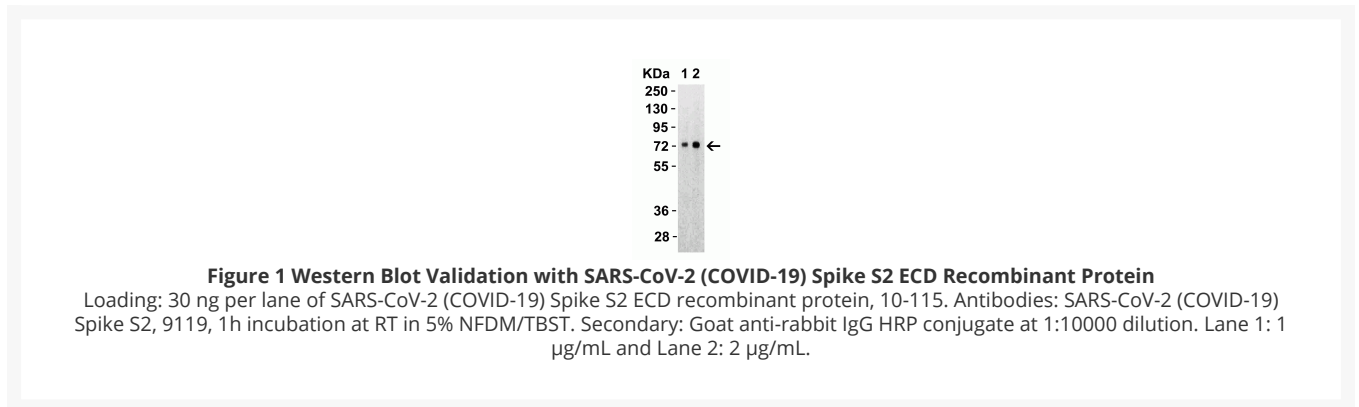 KDa 1 2
250 -
130 -
95 -
72 - ←
55 -
36 -
28 -
Figure 1 Western Blot Validation with SARS-CoV-2 (COVID-19) Spike S2 ECD Recombinant Protein
Loading: 30 ng per lane of SARS-CoV-2 (COVID-19) Spike S2 ECD recombinant protein, 10-115. Antibodies: SARS-CoV-2 (COVID-19)
Spike S2, 9119, 1h incubation at RT in 5% NFDM/TBST. Secondary: Goat anti-rabbit IgG HRP conjugate at 1:10000 dilution. Lane 1: 1
μg/mL and Lane 2: 2 μg/mL.